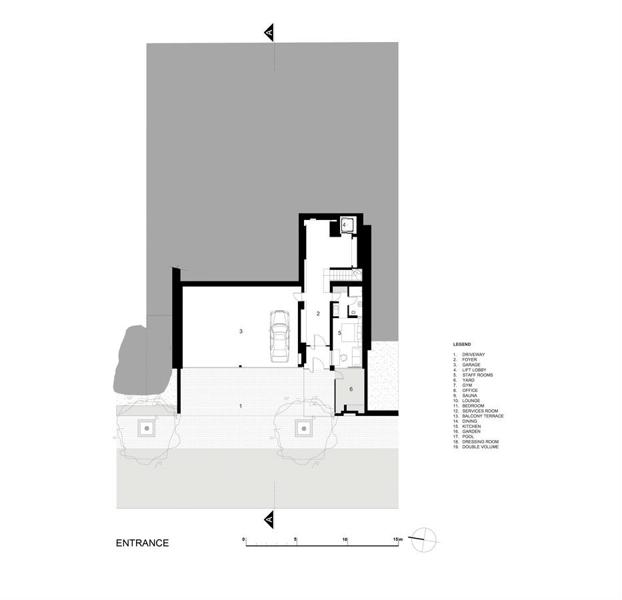 A
4
2
3
5
6
1
LEGEND
1. DRIVEWAY
2. FOYER
3. GARAGE
4. LIFT LOBBY
5. STAFF ROOMS
6. YARD
7. GYM
8. OFFICE
9. SAUNA
10. LOUNGE
11. BEDROOM
12. SERVICES ROOM
13. BALCONY TERRACE
14. DINING
15. KITCHEN
16. GARDEN
17. POOL
18. DRESSING ROOM
19. DOUBLE VOLUME
A
ENTRANCE
0 5 10 15 m